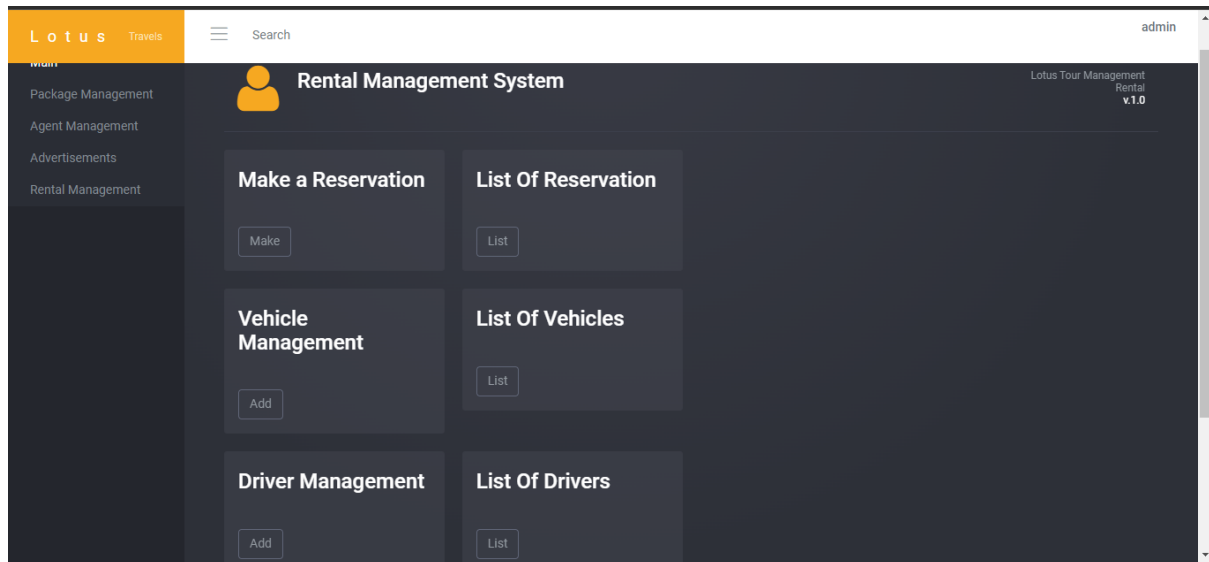 Lotus Travels
Search
admin
Main
Package Management
Agent Management
Advertisements
Rental Management
Rental Management System
Lotus Tour Management
Rental
v.1.0
Make a Reservation
Make
List Of Reservation
List
Vehicle
Management
Add
List Of Vehicles
List
Driver Management
Add
List Of Drivers
List